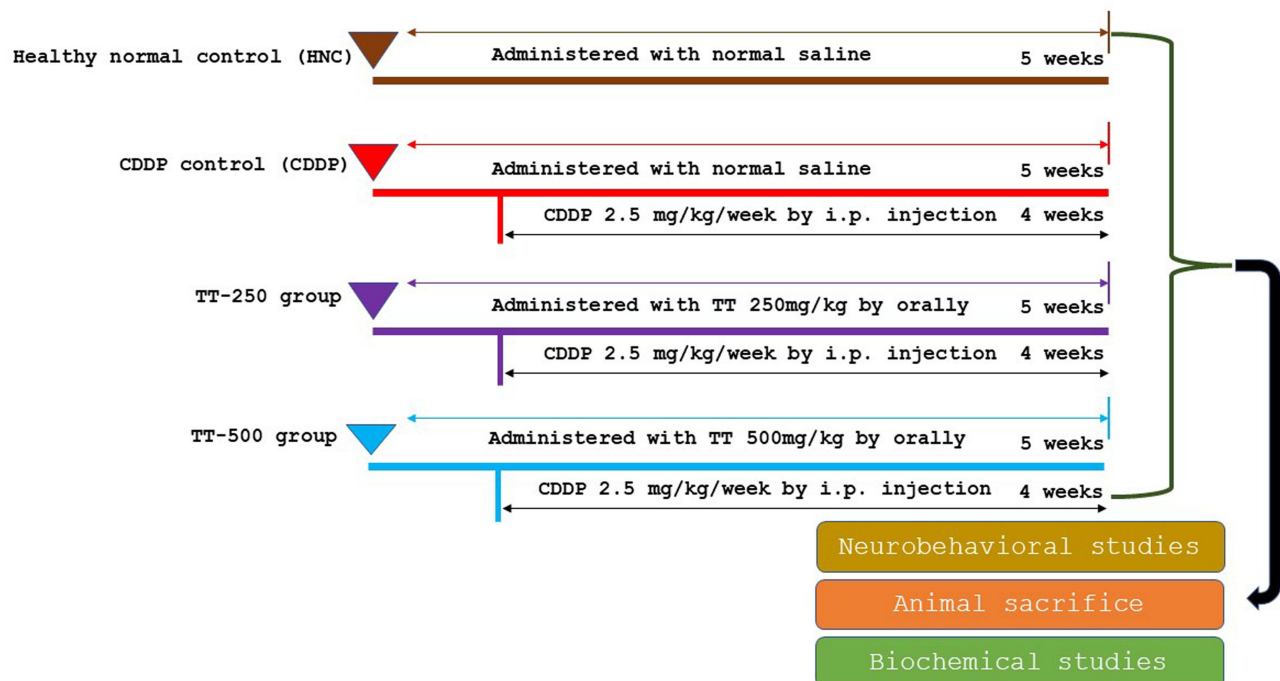 Healthy normal control (HNC)
Administered with normal saline
5 weeks
CDDP control (CDDP)
Administered with normal saline
5 weeks
CDDP 2.5 mg/kg/week by i.p. injection
4 weeks
TT-250 group
Administered with TT 250mg/kg by orally
5 weeks
CDDP 2.5 mg/kg/week by i.p. injection
4 weeks
TT-500 group
Administered with TT 500mg/kg by orally
5 weeks
CDDP 2.5 mg/kg/week by i.p. injection
4 weeks
Neurobehavioral studies
Animal sacrifice
Biochemical studies